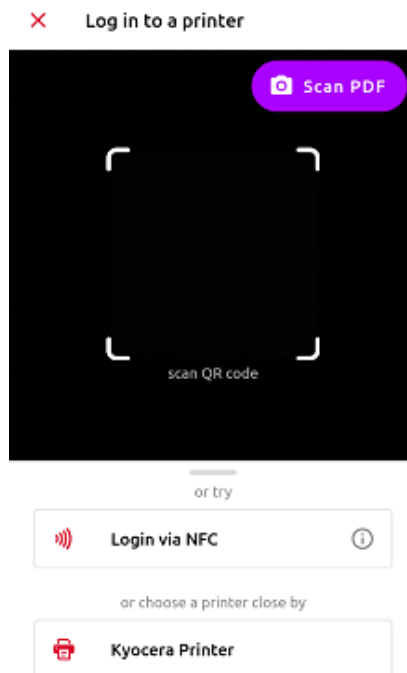 Log in to a printer
Scan PDF
scan QR code
or try
Login via NFC
or choose a printer close by
Kyocera Printer